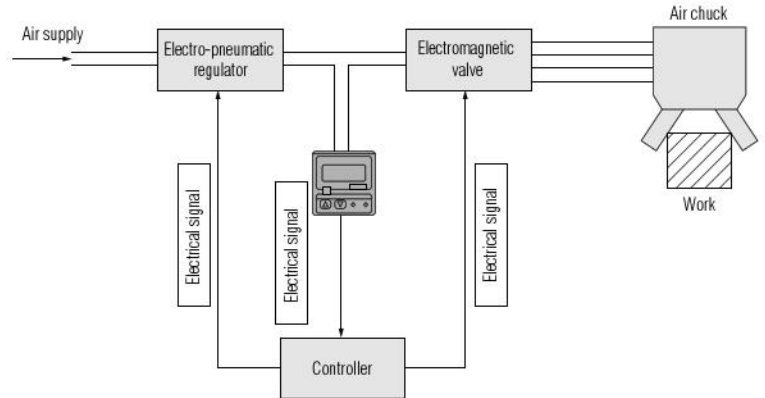 Air chuck
Air supply
Electro-pneumatic
regulator
Electromagnetic
valve
Electrical signal
Electrical signal
Electrical signal
Work
Controller